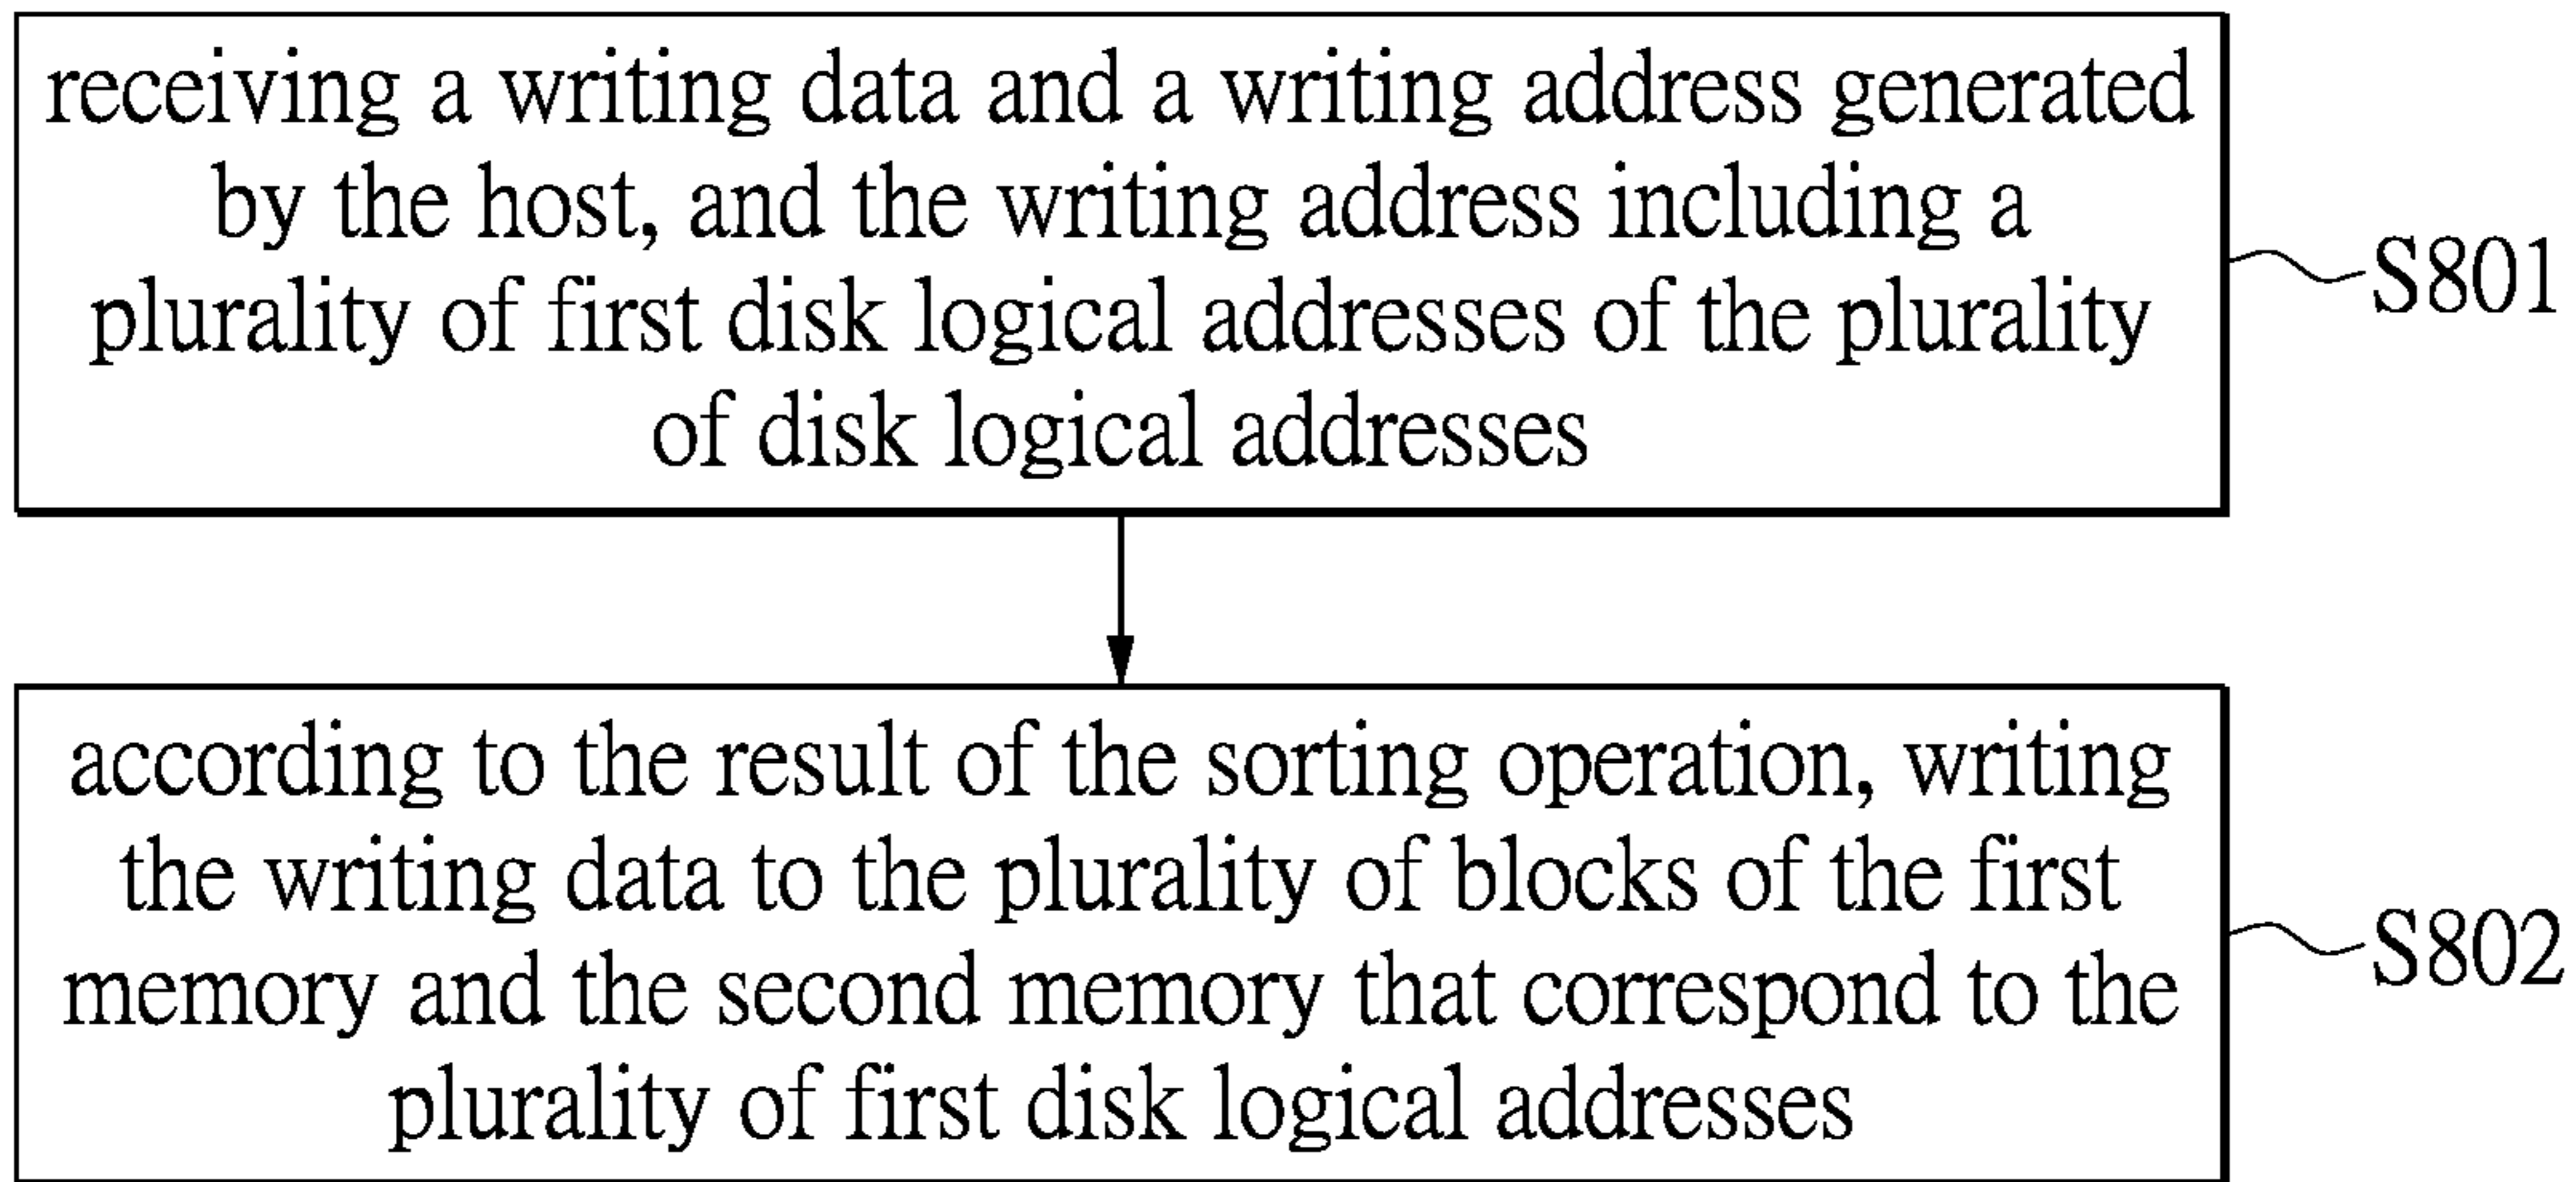 receiving a writing data and a writing address generated
by the host, and the writing address including a
plurality of first disk logical addresses of the plurality
of disk logical addresses
S801
according to the result of the sorting operation, writing
the writing data to the plurality of blocks of the first
memory and the second memory that correspond to the
plurality of first disk logical addresses
S802